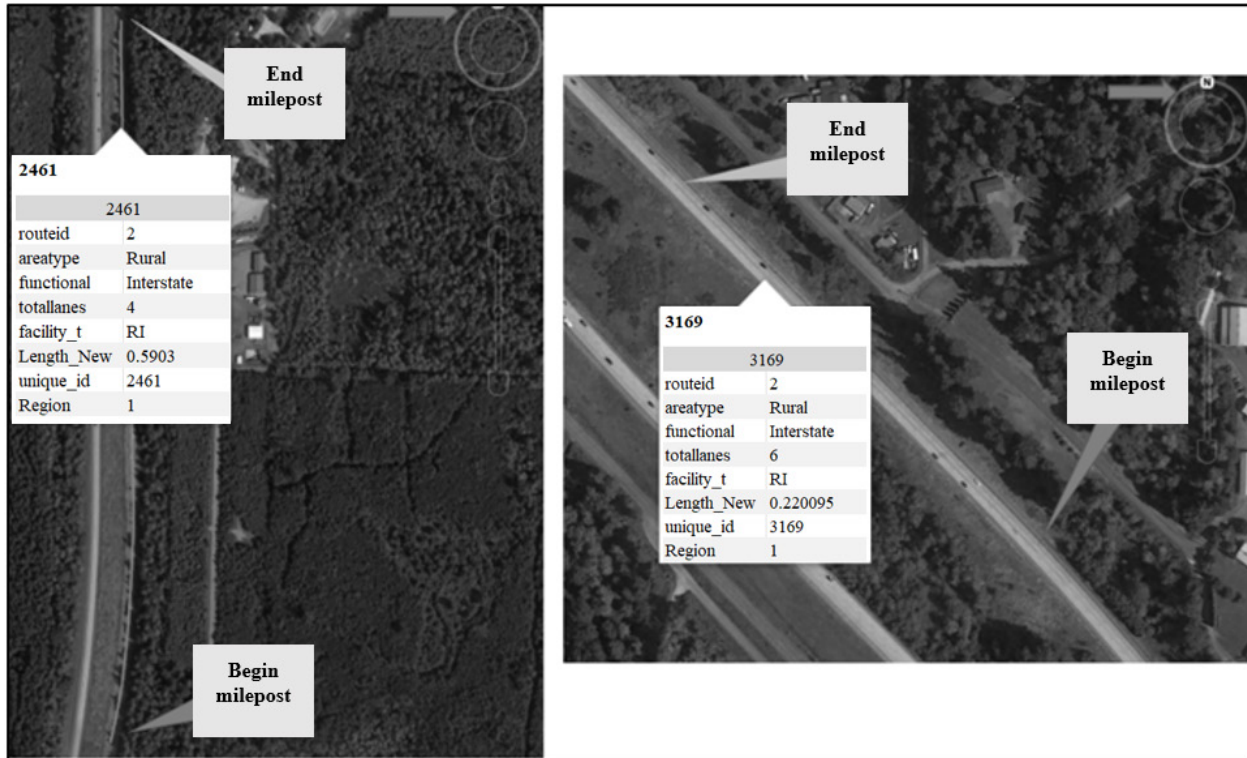 End
milepost
2461
2461
routeid 2
areatype Rural
functional Interstate
totallanes 4
facility_t RI
Length_New 0.5903
unique_id 2461
Region 1
Begin
milepost
N
End
milepost
3169
3169
routeid 2
areatype Rural
functional Interstate
totallanes 6
facility_t RI
Length_New 0.220095
unique_id 3169
Region 1
Begin
milepost